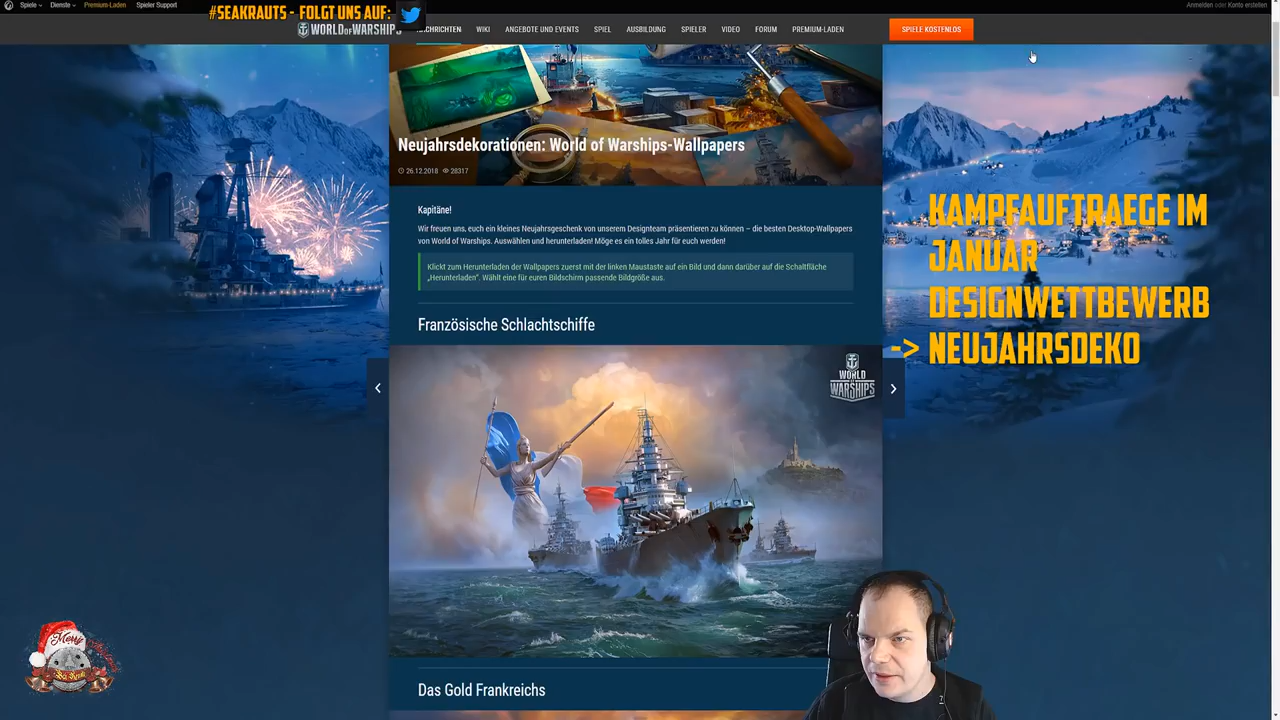 Spiele
Dienste
Premium-Laden
Spieler Support
#SEAKRAUTS - FOLGT UNS AUF:
Anmelden oder Konto erstellen
WORLD OF WARSHIPS
NACHRICHTEN
WIKI
ANGEBOTE UND EVENTS
SPIEL
AUSBILDUNG
SPIELER
VIDEO
FORUM
PREMIUM-LADEN
SPIELE KOSTENLOS
Neujahrsdekorationen: World of Warships-Wallpapers
26.12.2018
28317
Kapitäne!
Wir freuen uns, euch ein kleines Neujahrsgeschenk von unserem Designteam präsentieren zu können – die besten Desktop-Wallpapers
von World of Warships. Auswählen und herunterladen! Möge es ein tolles Jahr für euch werden!
Klickt zum Herunterladen der Wallpapers zuerst mit der linken Maustaste auf ein Bild und dann darüber auf die Schaltfläche
„Herunterladen“. Wählt eine für euren Bildschirm passende Bildgröße aus.
KAMPFAUFTRAEGE IM
JANUAR
DESIGNWETTBEWERB
-> NEUJAHRSDEKO
Französische Schlachtschiffe
WORLD
OF
WARSHIPS
Das Gold Frankreichs
Merry